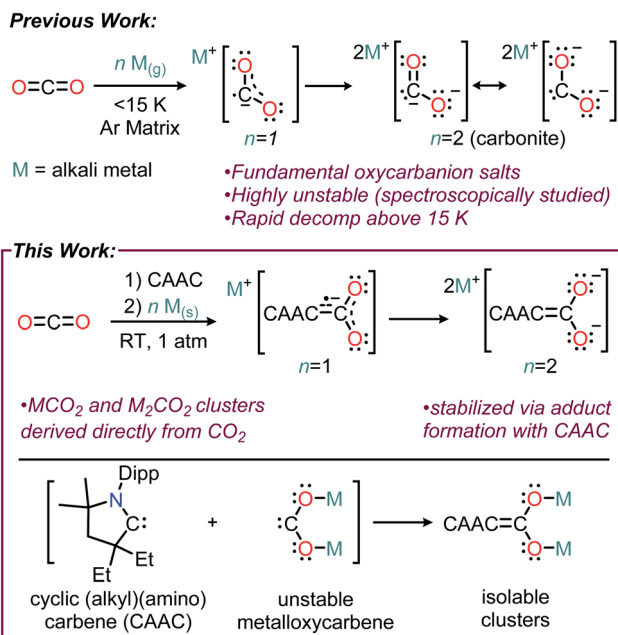 Previous Work:
O=C=O
n M(g)
<15 K
Ar Matrix
M+
O
C
O
n=1
2M+
O
C
O
2M+
O
C
O
n=2 (carbonite)
M = alkali metal
•Fundamental oxycarbanion salts
•Highly unstable (spectroscopically studied)
•Rapid decomp above 15 K
This Work:
O=C=O
1) CAAC
2) n M(s)
RT, 1 atm
M+
CAAC=C
O
O
n=1
2M+
CAAC=C
O
O
n=2
•MCO2 and M2CO2 clusters
derived directly from CO2
•stabilized via adduct
formation with CAAC
Dipp
N
C:
Et
Et
+
O-M
C
O-M
CAAC=C
O-M
O-M
cyclic (alkyl)(amino)
carbene (CAAC)
unstable
metalloxycarbene
isolable
clusters